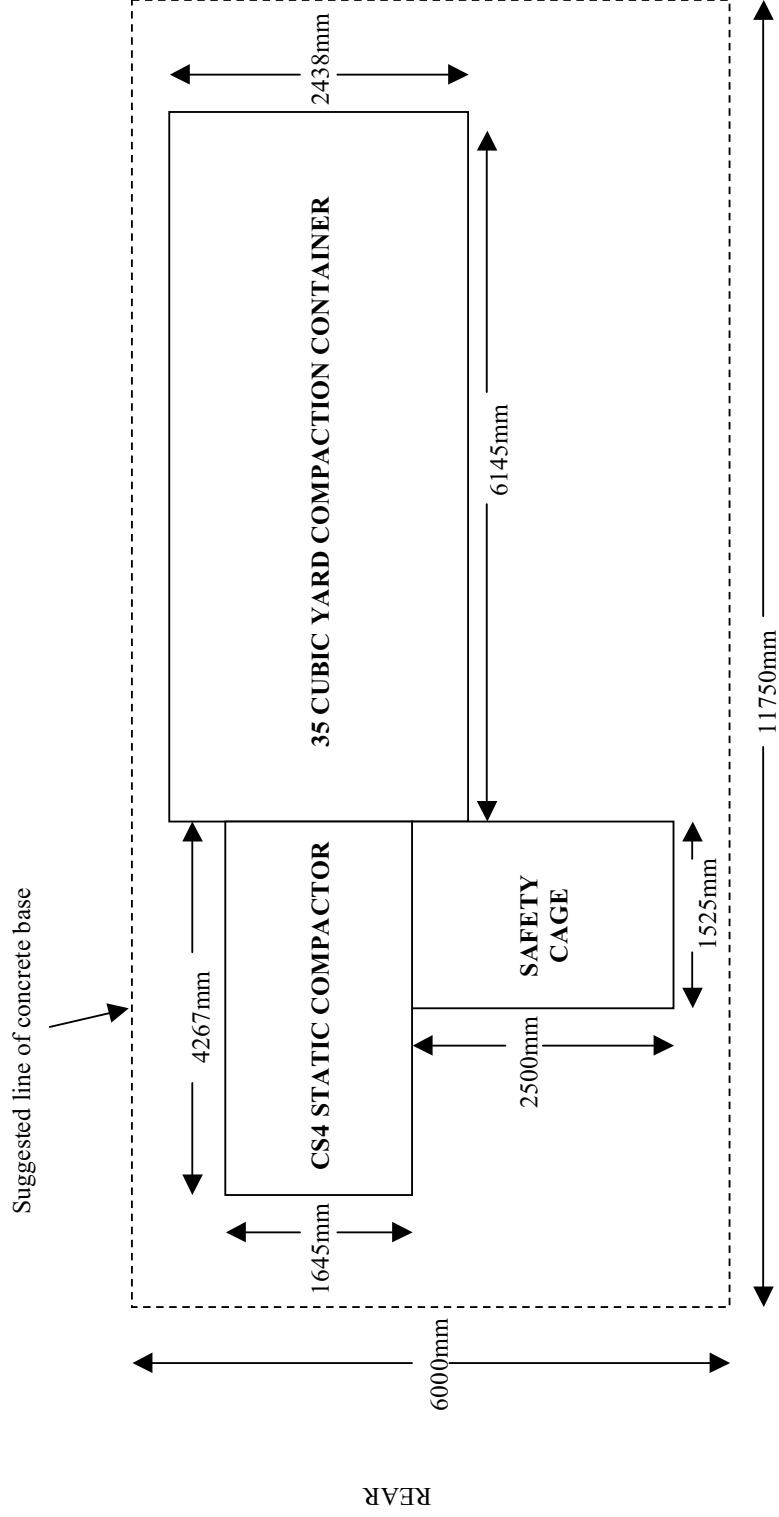 Suggested line of concrete base
2438mm
35 CUBIC YARD COMPACTION CONTAINER
6145mm
4267mm
CS4 STATIC COMPACTOR
SAFETY
CAGE
1645mm
2500mm
1525mm
6000mm
11750mm
REAR